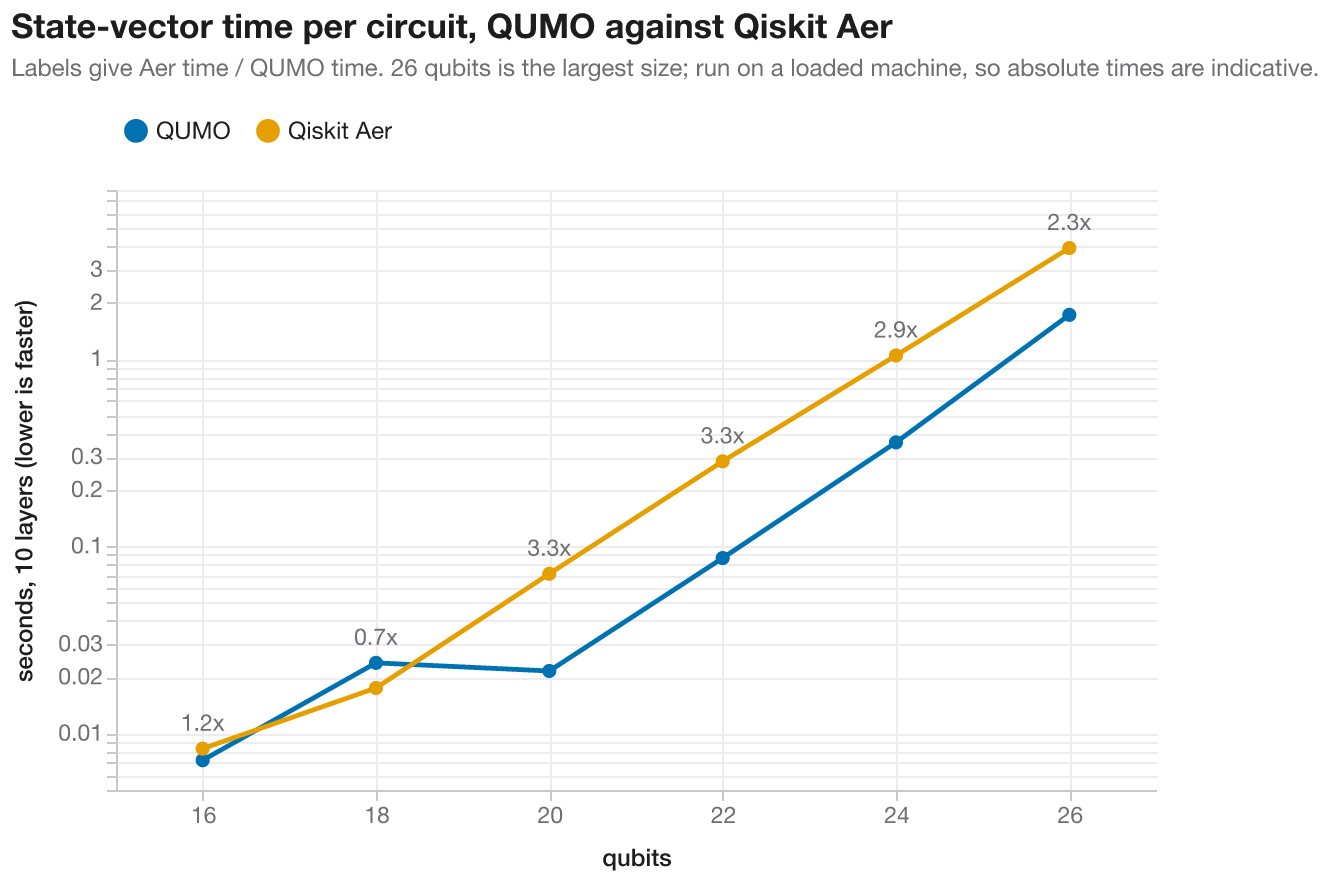 State-vector time per circuit, QUMO against Qiskit Aer
Labels give Aer time / QUMO time. 26 qubits is the largest size; run on a loaded machine, so absolute times are indicative.
QUMO
Qiskit Aer
seconds, 10 layers (lower is faster)
3
2
1
0.3
0.2
0.1
0.03
0.02
0.01
1.2x
0.7x
3.3x
3.3x
2.9x
2.3x
16
18
20
22
24
26
qubits